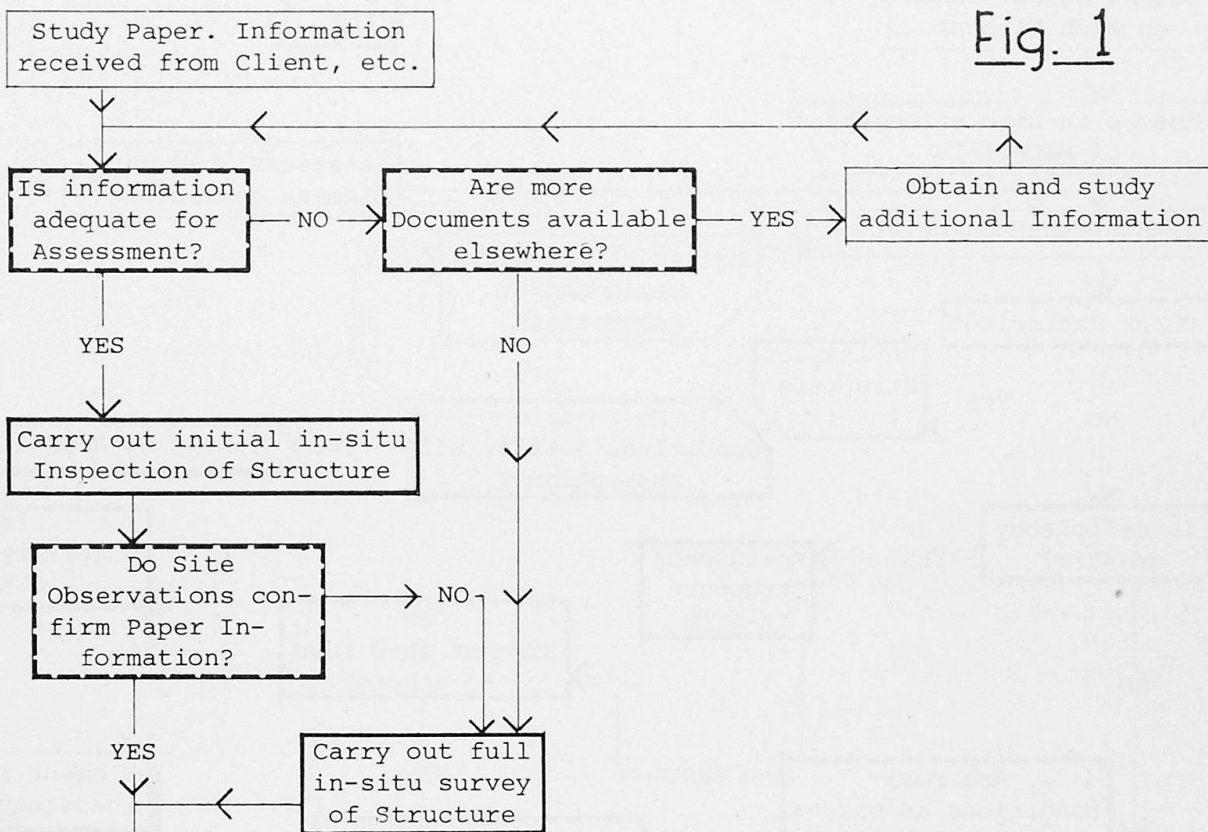 Fig. 1
Study Paper. Information
received from Client, etc.
Is information
adequate for
Assessment?
NO
Are more
Documents available
elsewhere?
YES
Obtain and study
additional Information
YES
NO
Carry out initial in-situ
Inspection of Structure
Do Site
Observations con-
firm Paper In-
formation?
NO
YES
Carry out full
in-situ survey
of Structure